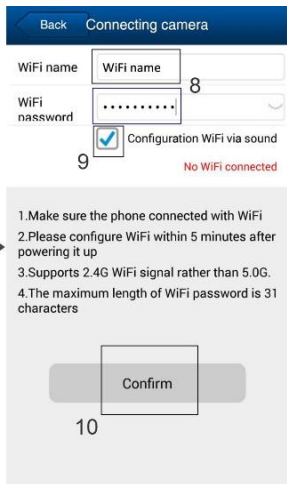 Back Connecting camera
WiFi name WiFi name
8
WiFi
password ··········
Configuration WiFi via sound
9
No WiFi connected
1.Make sure the phone connected with WiFi
2.Please configure WiFi within 5 minutes after
powering it up
3.Supports 2.4G WiFi signal rather than 5.0G.
4.The maximum length of WiFi password is 31
characters
Confirm
10